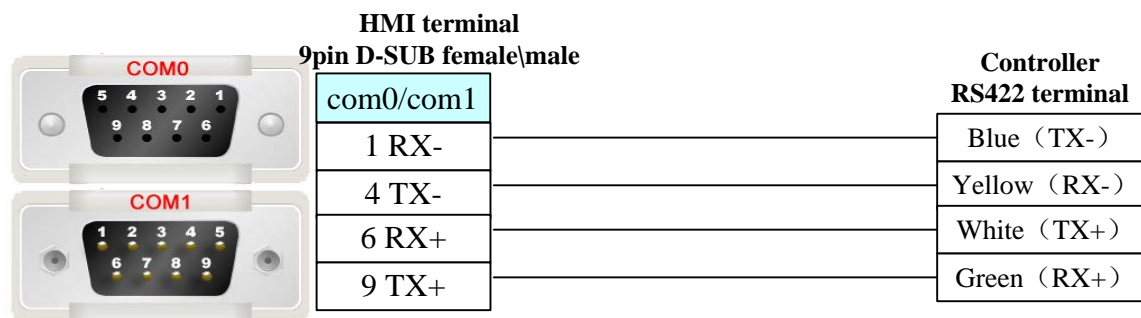 HMI terminal
9pin D-SUB female\male
COM0
5 4 3 2 1
9 8 7 6
COM1
1 2 3 4 5
6 7 8 9
com0/com1
1 RX-
4 TX-
6 RX+
9 TX+
Controller
RS422 terminal
Blue（TX-）
Yellow（RX-）
White（TX+）
Green（RX+）